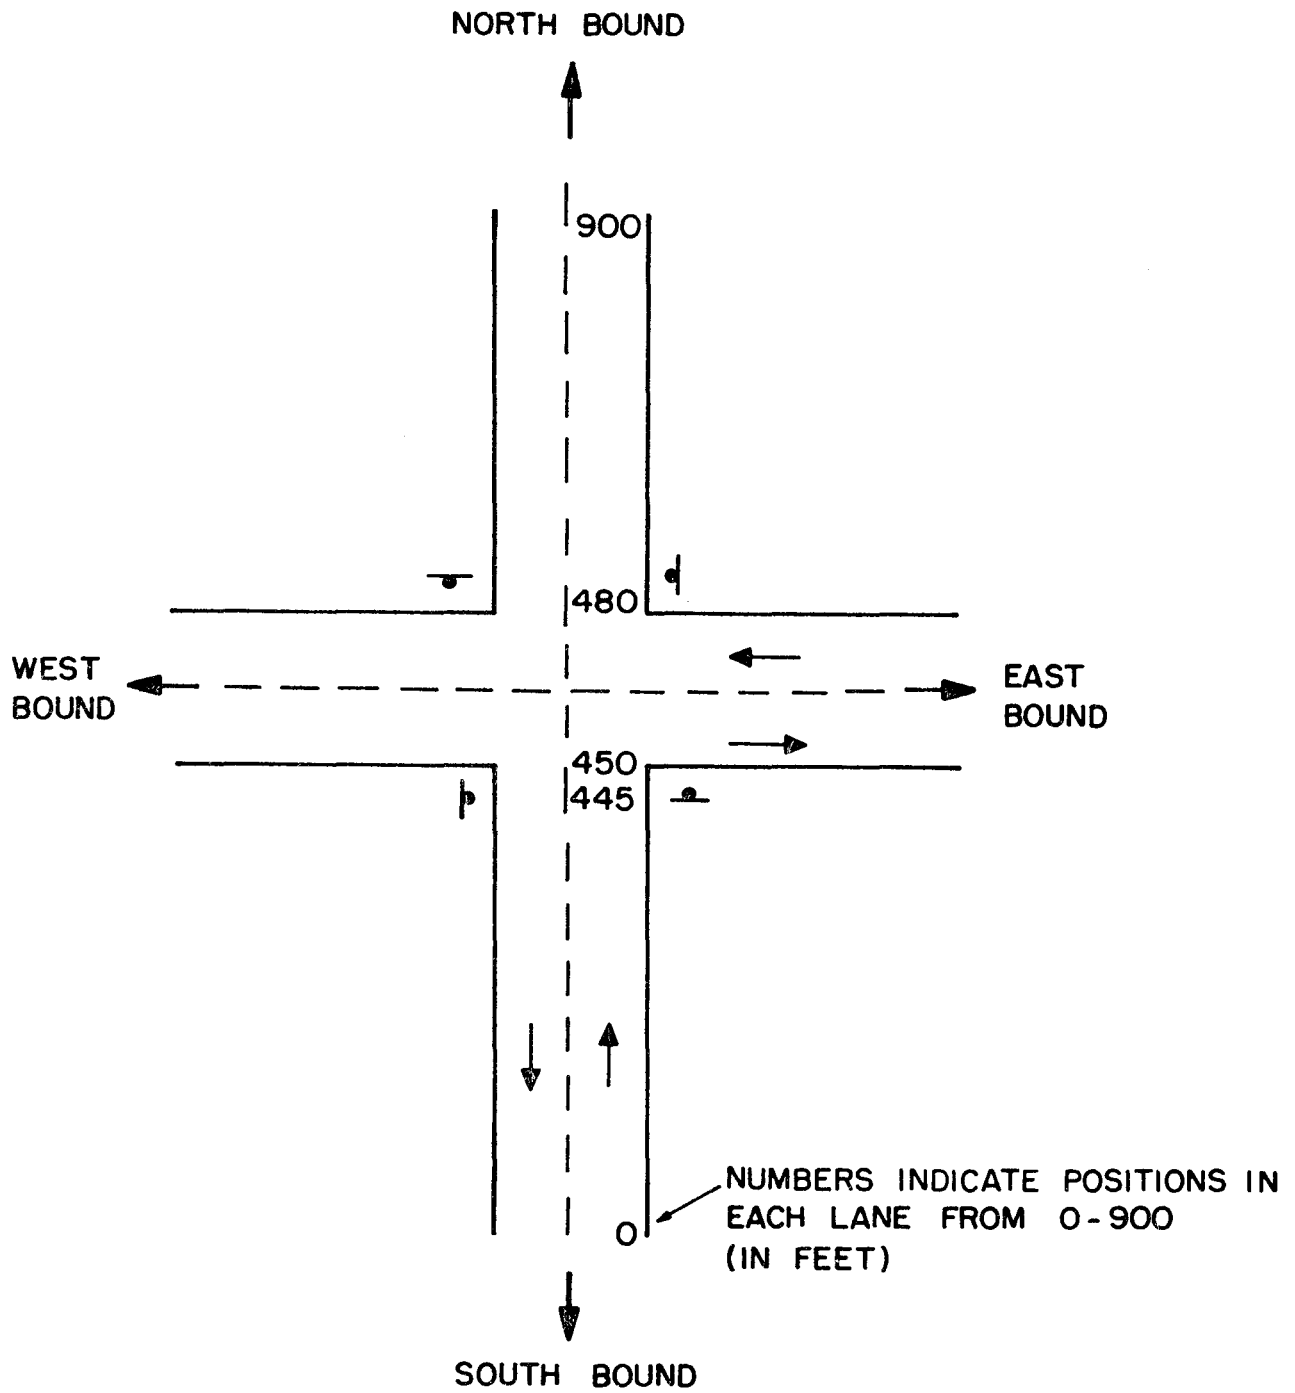 NORTH BOUND
900
480
WEST
BOUND
EAST
BOUND
450
445
NUMBERS INDICATE POSITIONS IN
EACH LANE FROM 0-900
(IN FEET)
0
SOUTH BOUND